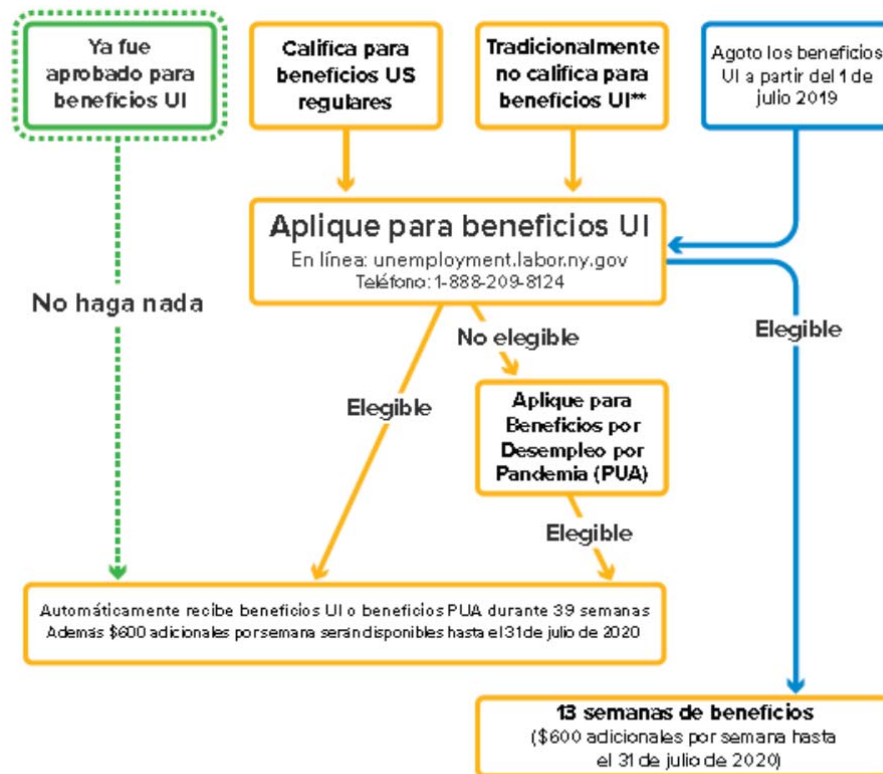 Ya fue
aprobado para
beneficios UI
Califica para
beneficios US
regulares
Tradicionalmente
no califica para
beneficios UI**
Agoto los beneficios
UI a partir del 1 de
julio 2019
Aplique para beneficios UI
En línea: unemployment.labor.ny.gov
Teléfono: 1-888-209-8124
No haga nada
Elegible
No elegible
Elegible
Aplique para
Beneficios por
Desempleo por
Pandemia (PUA)
Elegible
Automáticamente recibe beneficios UI o beneficios PUA durante 39 semanas
Además $600 adicionales por semana serán disponibles hasta el 31 de julio de 2020
13 semanas de beneficios
($600 adicionales por semana hasta
el 31 de julio de 2020)